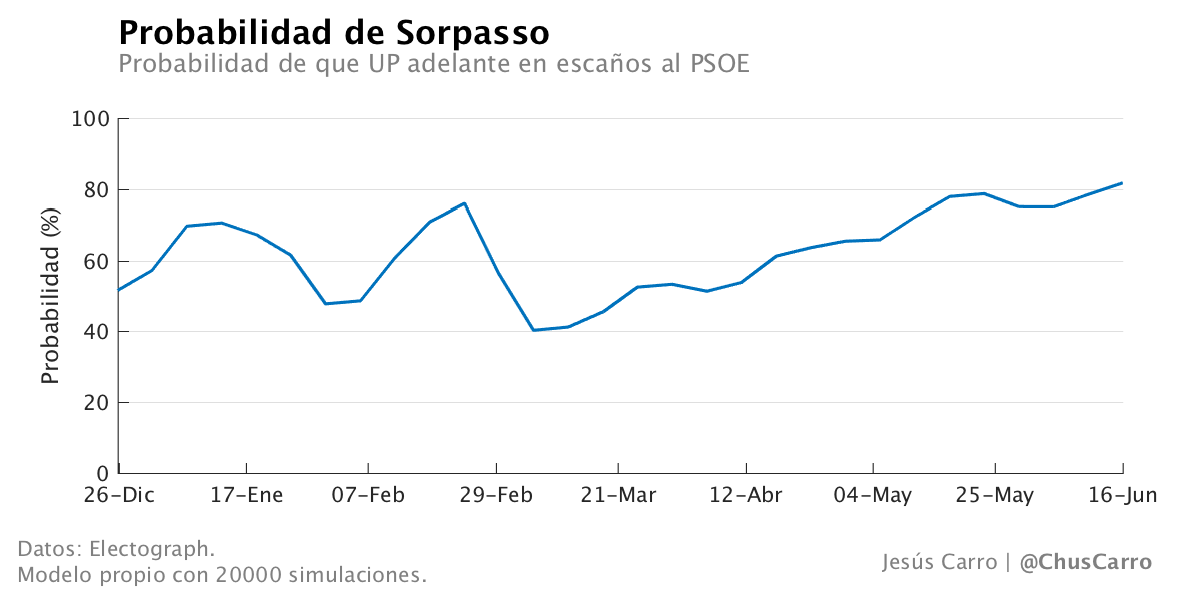 Probabilidad de Sorpasso
Probabilidad de que UP adelante en escaños al PSOE
Probabilidad (%)
100
80
60
40
20
0
26-Dic 17-Ene 07-Feb 29-Feb 21-Mar 12-Abr 04-May 25-May 16-Jun
Datos: Electograph.
Modelo propio con 20000 simulaciones.
Jesús Carro | @ChusCarro